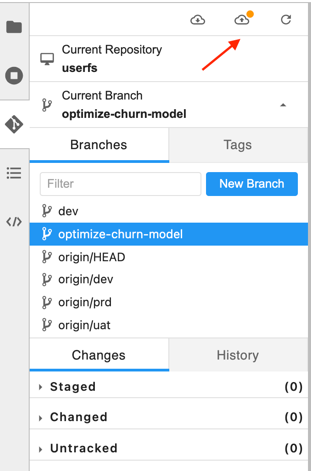 Current Repository
userfs
Current Branch
optimize-churn-model
Branches
Tags
Filter
New Branch
dev
optimize-churn-model
origin/HEAD
origin/dev
origin/prd
origin/uat
Changes
History
Staged (0)
Changed (0)
Untracked (0)